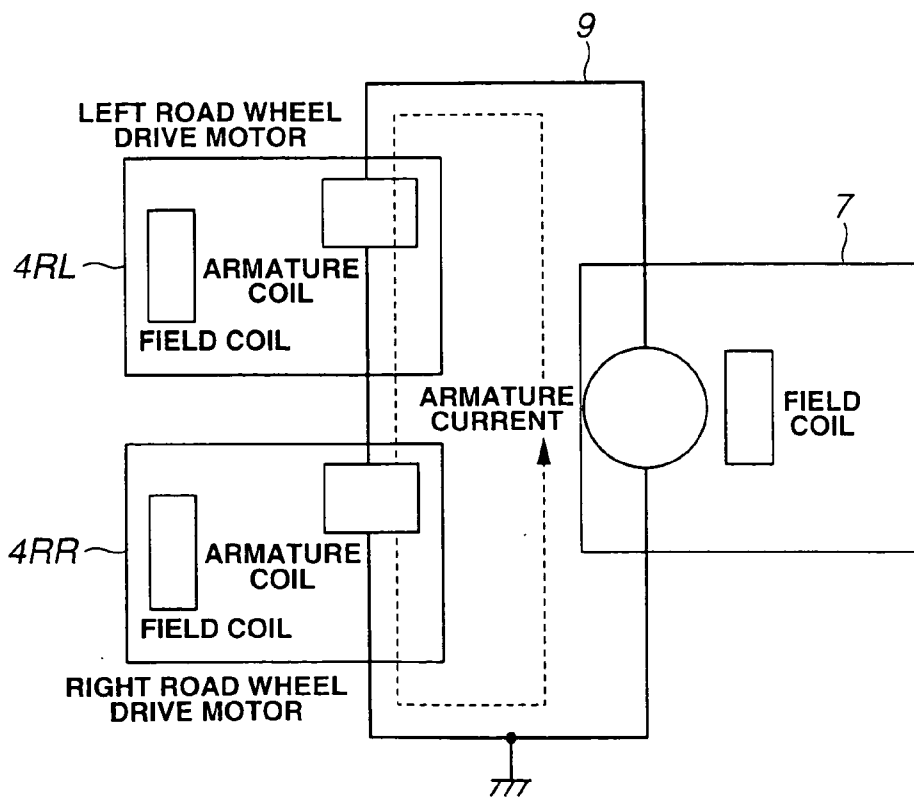 9
LEFT ROAD WHEEL
DRIVE MOTOR
7
4RL
ARMATURE
COIL
FIELD COIL
ARMATURE
CURRENT
FIELD
COIL
4RR
ARMATURE
COIL
FIELD COIL
RIGHT ROAD WHEEL
DRIVE MOTOR